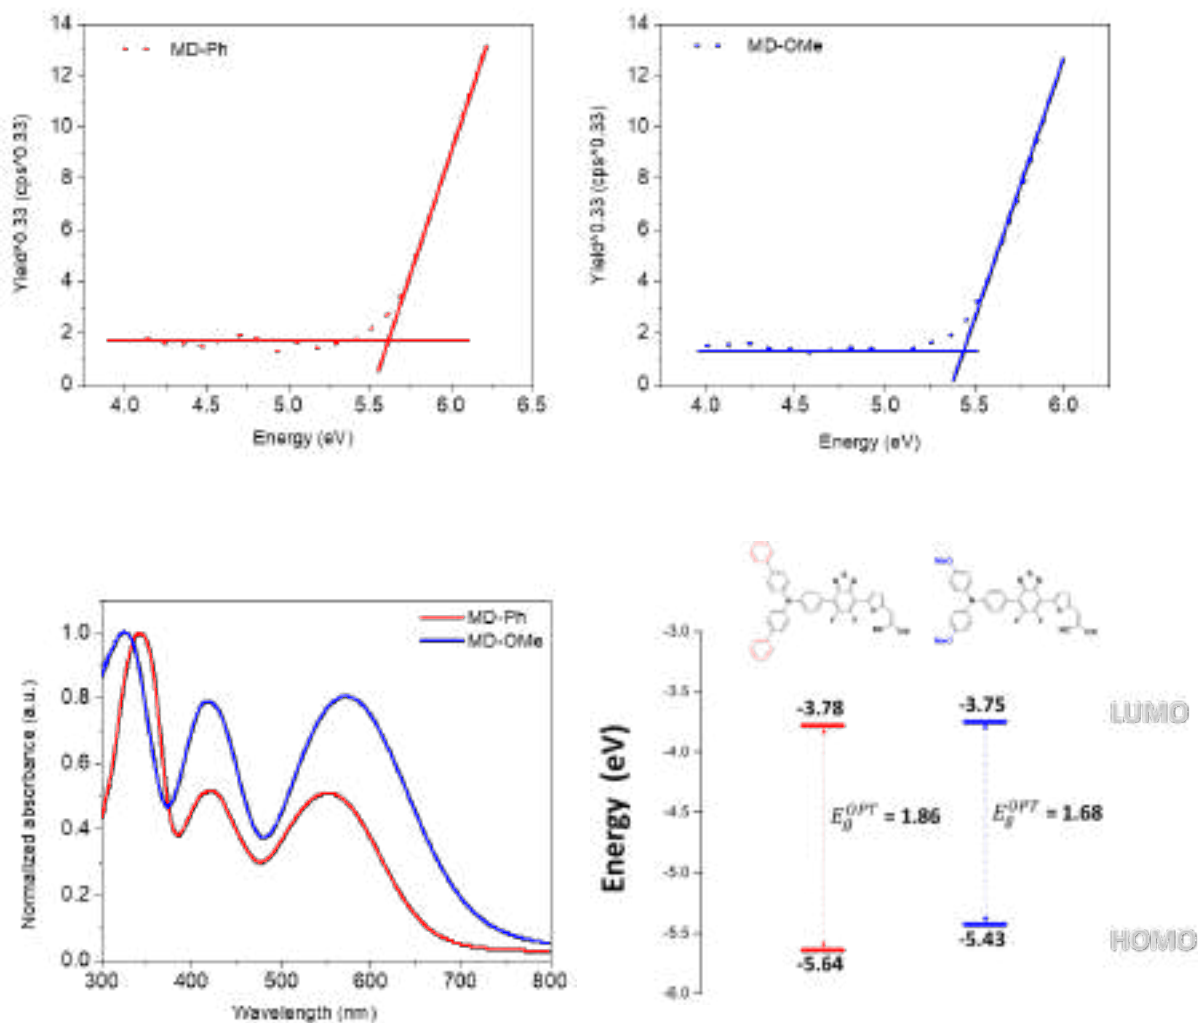 MD-Ph
Yield^0.33 (cps^0.33)
14
12
10
8
6
4
2
0
4.0 4.5 5.0 5.5 6.0 6.5
Energy (eV)
MD-OMe
Yield^0.33 (cps^0.33)
14
12
10
8
6
4
2
0
4.0 4.5 5.0 5.5 6.0
Energy (eV)
MD-Ph
MD-OMe
Normalized absorbance (a.u.)
1.0
0.8
0.6
0.4
0.2
0.0
300 400 500 600 700 800
Wavelength (nm)
MeO
MeO
Energy (eV)
-3.0
-3.5
-4.0
-4.5
-5.0
-5.5
-6.0
-3.78
-3.75
LUMO
E_g^OPT = 1.86
E_g^OPT = 1.68
-5.64
-5.43
HOMO